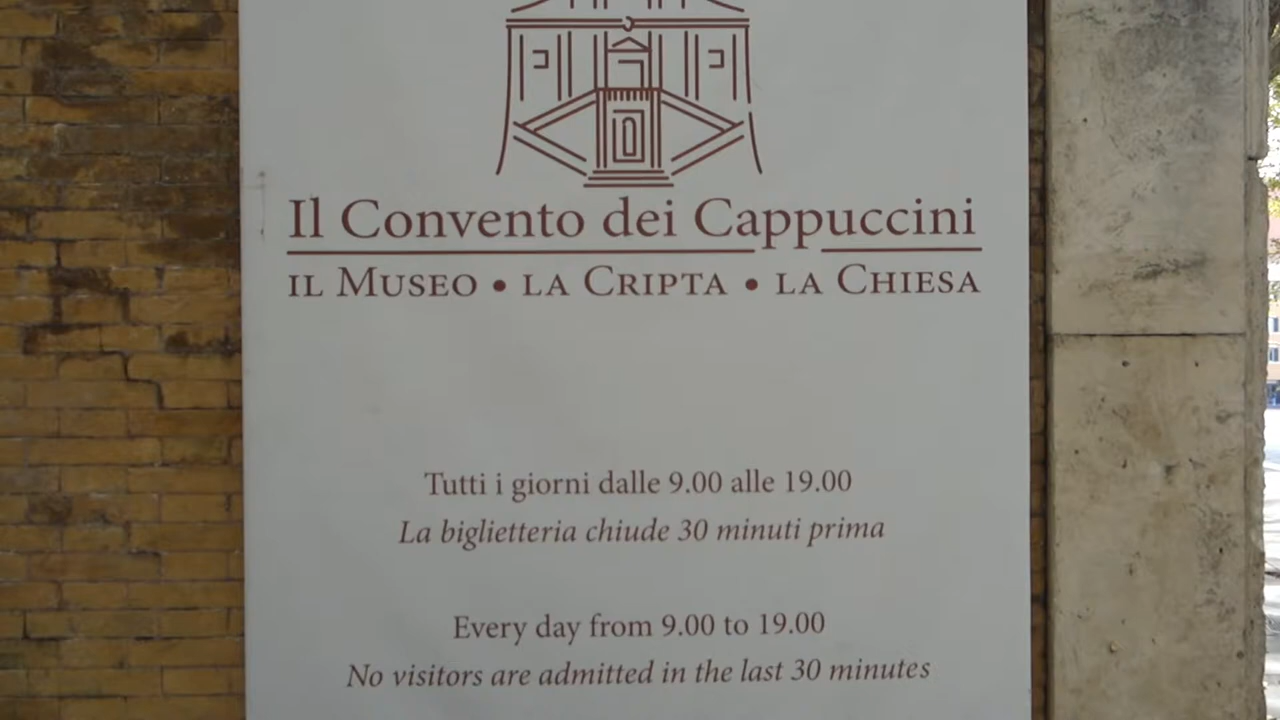 Il Convento dei Cappuccini
IL MUSEO • LA CRIPTA • LA CHIESA
Tutti i giorni dalle 9.00 alle 19.00
La biglietteria chiude 30 minuti prima
Every day from 9.00 to 19.00
No visitors are admitted in the last 30 minutes